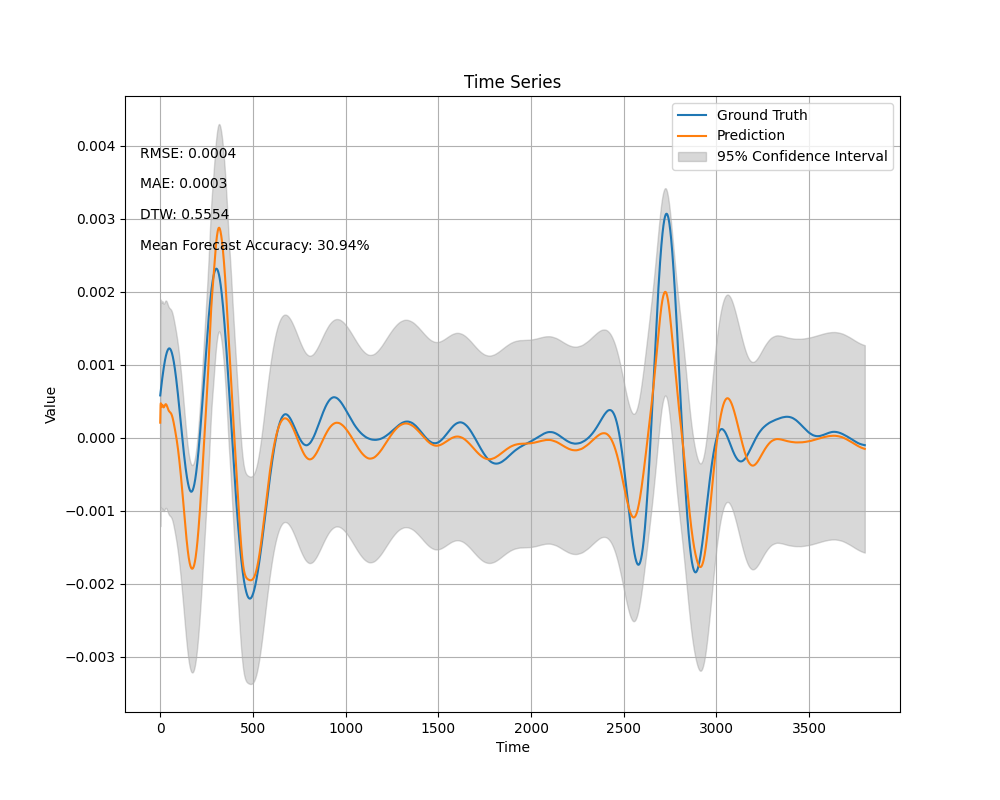 Time Series
Ground Truth
Prediction
95% Confidence Interval
RMSE: 0.0004
MAE: 0.0003
DTW: 0.5554
Mean Forecast Accuracy: 30.94%
Value
0.004
0.003
0.002
0.001
0.000
−0.001
−0.002
−0.003
0 500 1000 1500 2000 2500 3000 3500
Time